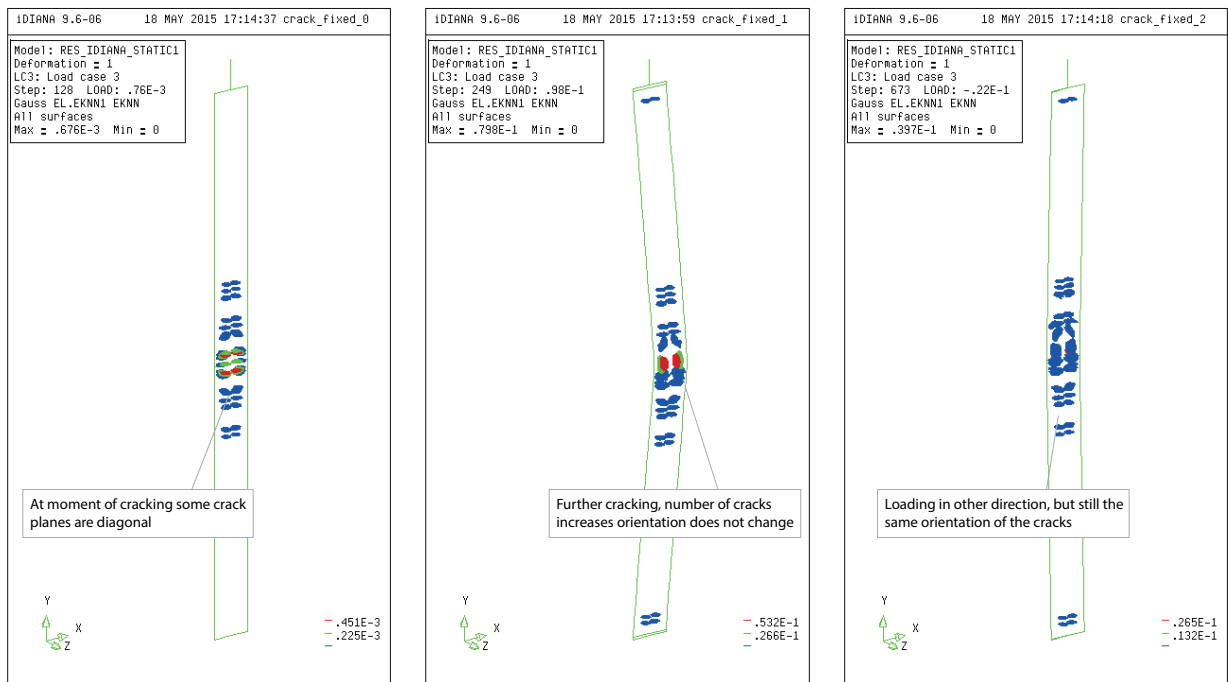 iDIANA 9.6-06 18 MAY 2015 17:14:37 crack_fixed_0
Model: RES_IDIANA_STATIC1
Deformation = 1
LC3: Load case 3
Step: 128 LOAD: .76E-3
Gauss EL.EKNN1 EKNN
All surfaces
Max = .676E-3 Min = 0
At moment of cracking some crack
planes are diagonal
Y
X
Z
.451E-3
.225E-3
iDIANA 9.6-06 18 MAY 2015 17:13:59 crack_fixed_1
Model: RES_IDIANA_STATIC1
Deformation = 1
LC3: Load case 3
Step: 249 LOAD: .98E-1
Gauss EL.EKNN1 EKNN
All surfaces
Max = .798E-1 Min = 0
Further cracking, number of cracks
increases orientation does not change
Y
X
Z
.532E-1
.266E-1
iDIANA 9.6-06 18 MAY 2015 17:14:18 crack_fixed_2
Model: RES_IDIANA_STATIC1
Deformation = 1
LC3: Load case 3
Step: 673 LOAD: -.22E-1
Gauss EL.EKNN1 EKNN
All surfaces
Max = .397E-1 Min = 0
Loading in other direction, but still the
same orientation of the cracks
Y
X
Z
.265E-1
.132E-1